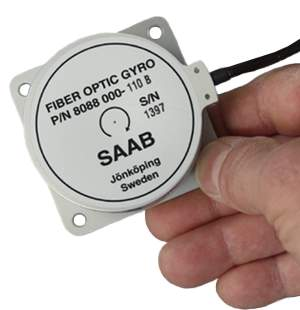 FIBER OPTIC GYRO
P/N 8088 000-110 B
S/N
1397
SAAB
Jönköping
Sweden